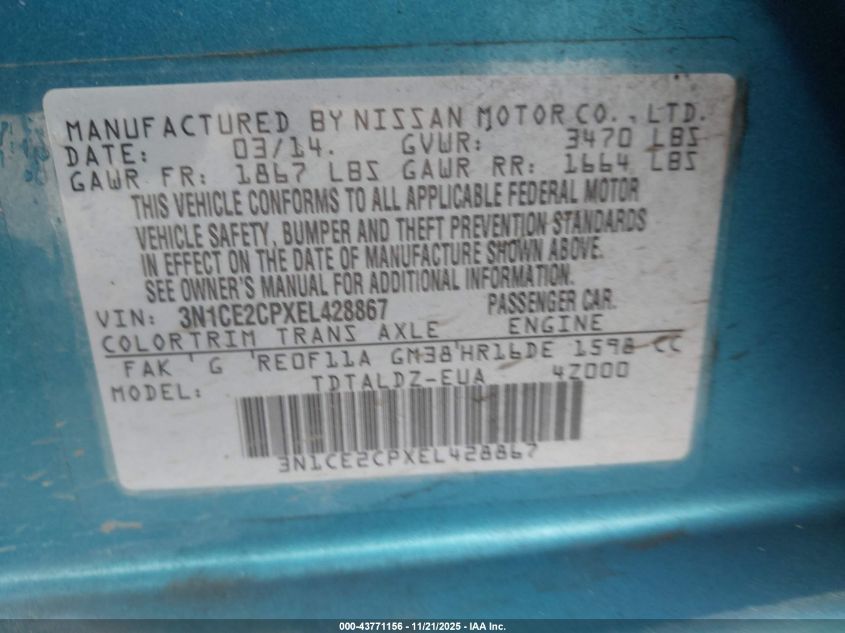 MANUFACTURED BY NISSAN MOTOR CO., LTD.
DATE: 03/14. GVWR: 3470 LBS
GAWR FR: 1867 LBS GAWR RR: 1664 LBS
THIS VEHICLE CONFORMS TO ALL APPLICABLE FEDERAL MOTOR
VEHICLE SAFETY, BUMPER AND THEFT PREVENTION STANDARDS
IN EFFECT ON THE DATE OF MANUFACTURE SHOWN ABOVE.
SEE OWNER'S MANUAL FOR ADDITIONAL INFORMATION.
VIN: 3N1CE2CPXEL428867 PASSENGER CAR.
COLORTRIM TRANS AXLE ENGINE
FAK ' G 'RE0F11A GM38'HR16DE 1598 CC
MODEL: TDTALDZ-EUA 4Z000
3N1CE2CPXEL428867
000-43771156 - 11/21/2025 - IAA Inc.